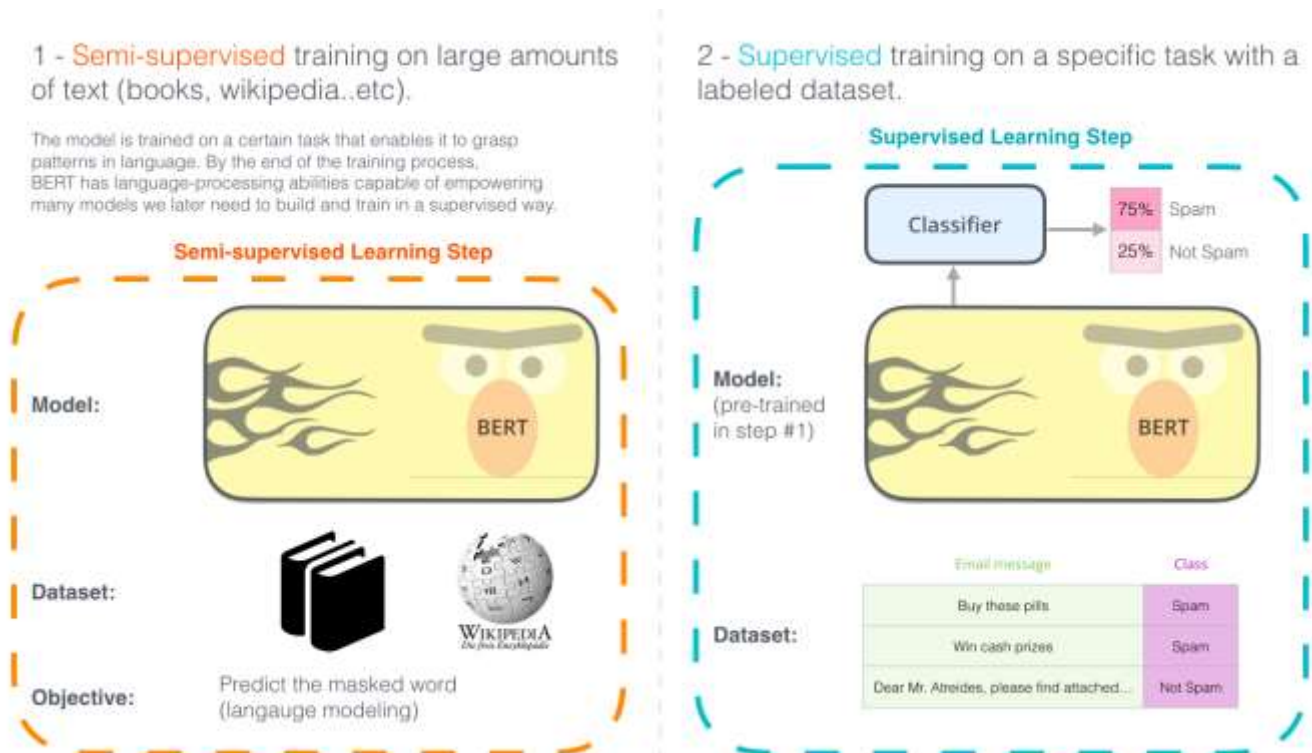 1 - Semi-supervised training on large amounts
of text (books, wikipedia..etc).
The model is trained on a certain task that enables it to grasp
patterns in language. By the end of the training process,
BERT has language-processing abilities capable of empowering
many models we later need to build and train in a supervised way.
Semi-supervised Learning Step
Model:
BERT
Dataset:
WIKIPEDIA
Die freie Enzyklopädie
Objective:
Predict the masked word
(langauge modeling)
2 - Supervised training on a specific task with a
labeled dataset.
Supervised Learning Step
Classifier
75% Spam
25% Not Spam
Model:
(pre-trained
in step #1)
BERT
Dataset:
Email message Class
Buy these pills Spam
Win cash prizes Spam
Dear Mr. Atreides, please find attached... Not Spam